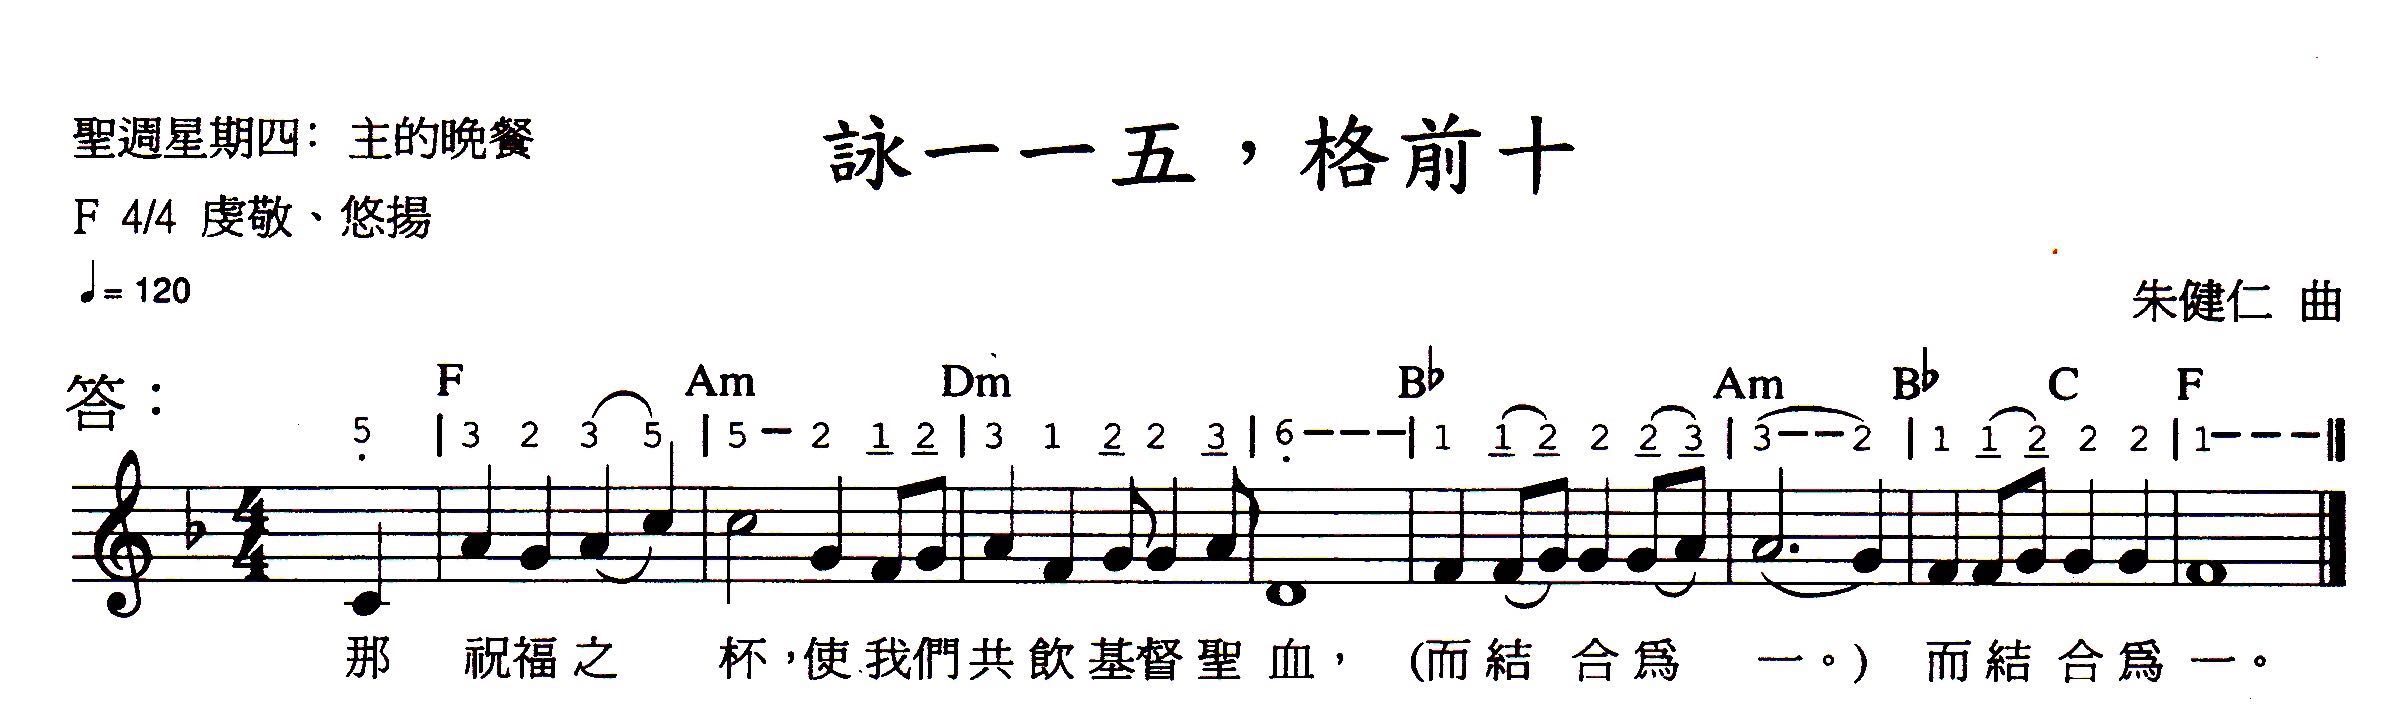 聖週星期四：主的晚餐
詠一一五，格前十
F 4/4 虔敬、悠揚
♩= 120
朱健仁 曲
答：
F Am Dm B♭ Am B♭ C F
5̣ | 3 2 3 5 | 5 — 2 1 2 | 3 1 2 2 3 | 6̣ — — — | 1 1 2 2 2 3 | 3 — — 2 | 1 1 2 2 2 | 1 — — — ‖
那 祝福之 杯，使我們共飲基督聖血，（而結合爲一。）而結合爲一。